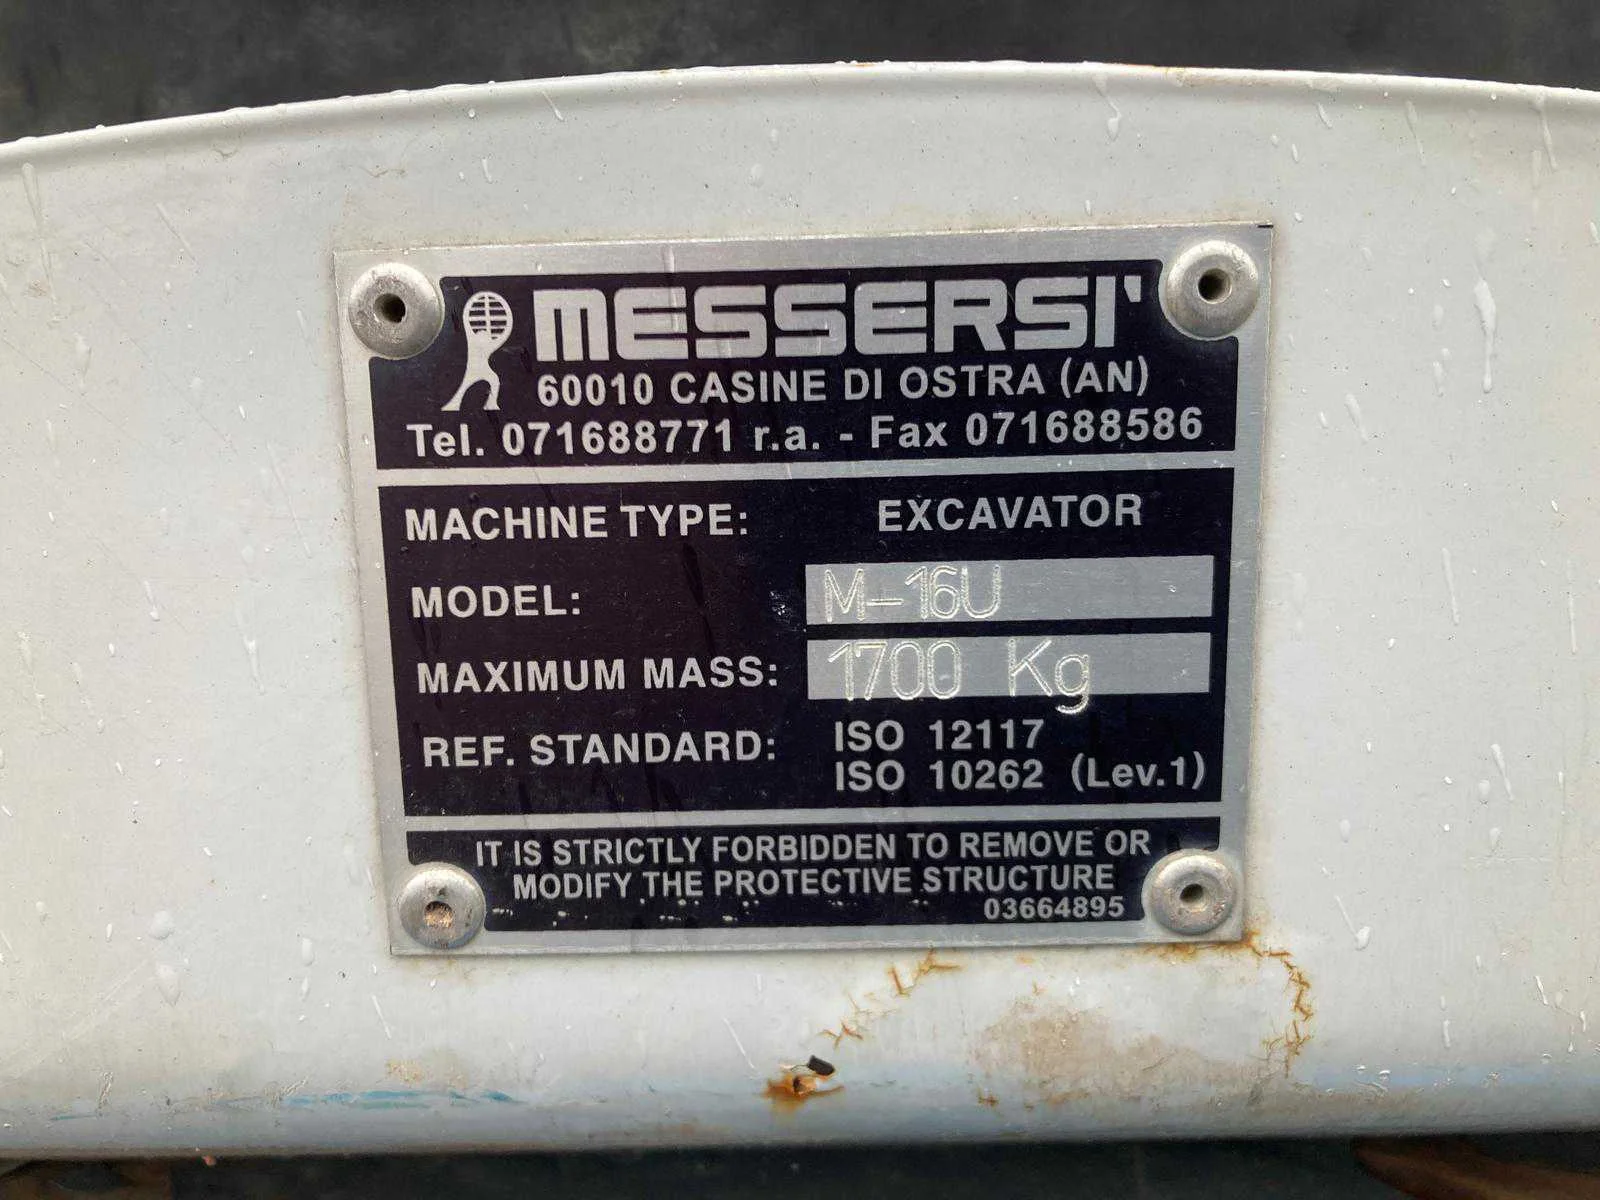 MESSERSI'
60010 CASINE DI OSTRA (AN)
Tel. 071688771 r.a. - Fax 071688586
MACHINE TYPE: EXCAVATOR
MODEL: M-16U
MAXIMUM MASS: 1700 Kg
REF. STANDARD: ISO 12117
ISO 10262 (Lev.1)
IT IS STRICTLY FORBIDDEN TO REMOVE OR
MODIFY THE PROTECTIVE STRUCTURE
03664895